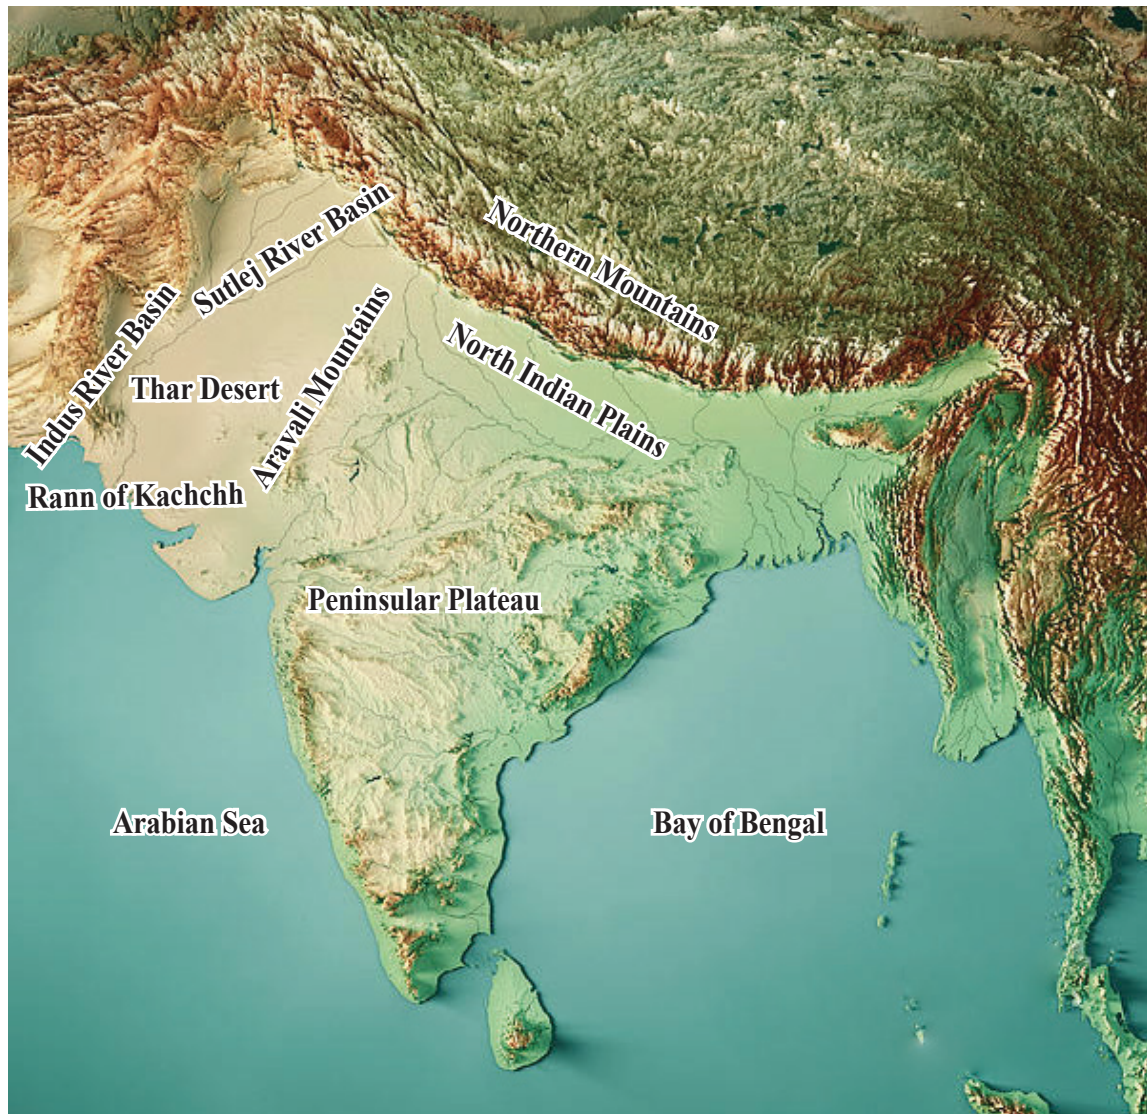 Northern Mountains
Sutlej River Basin
Indus River Basin
Aravali Mountains
North Indian Plains
Thar Desert
Rann of Kachchh
Peninsular Plateau
Arabian Sea
Bay of Bengal